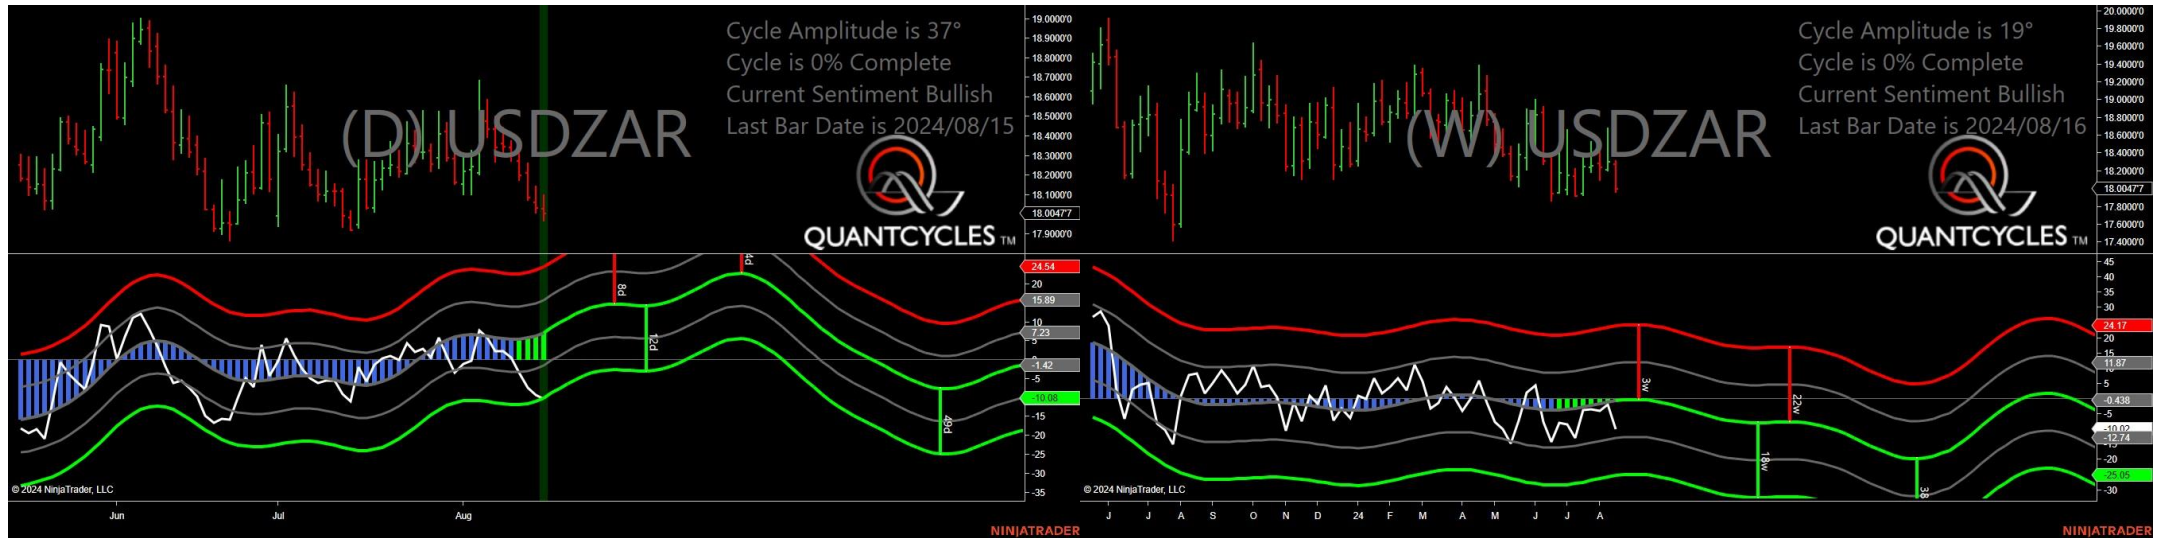 Cycle Amplitude is 37°
Cycle is 0% Complete
Current Sentiment Bullish
Last Bar Date is 2024/08/15
(D) USDZAR
QUANTCYCLES TM
19.0000'0
18.9000'0
18.8000'0
18.7000'0
18.6000'0
18.5000'0
18.4000'0
18.3000'0
18.2000'0
18.1000'0
18.0047'7
17.9000'0
24.54
20
15.89
10
7.23
5
-1.42
-5
-10.08
-15
-20
-25
-30
-35
8d
12d
4d
49d
© 2024 NinjaTrader, LLC
Jun
Jul
Aug
NINJATRADER
Cycle Amplitude is 19°
Cycle is 0% Complete
Current Sentiment Bullish
Last Bar Date is 2024/08/16
(W) USDZAR
QUANTCYCLES TM
20.0000'0
19.8000'0
19.6000'0
19.4000'0
19.2000'0
19.0000'0
18.8000'0
18.6000'0
18.4000'0
18.2000'0
18.0047'7
17.8000'0
17.6000'0
17.4000'0
45
40
35
30
24.17
20
15
11.87
5
-0.438
-5
-10.02
-12.74
-20
-25.05
-30
3w
18w
22w
38
© 2024 NinjaTrader, LLC
J
J
A
S
O
N
D
24
F
M
A
M
J
J
A
NINJATRADER